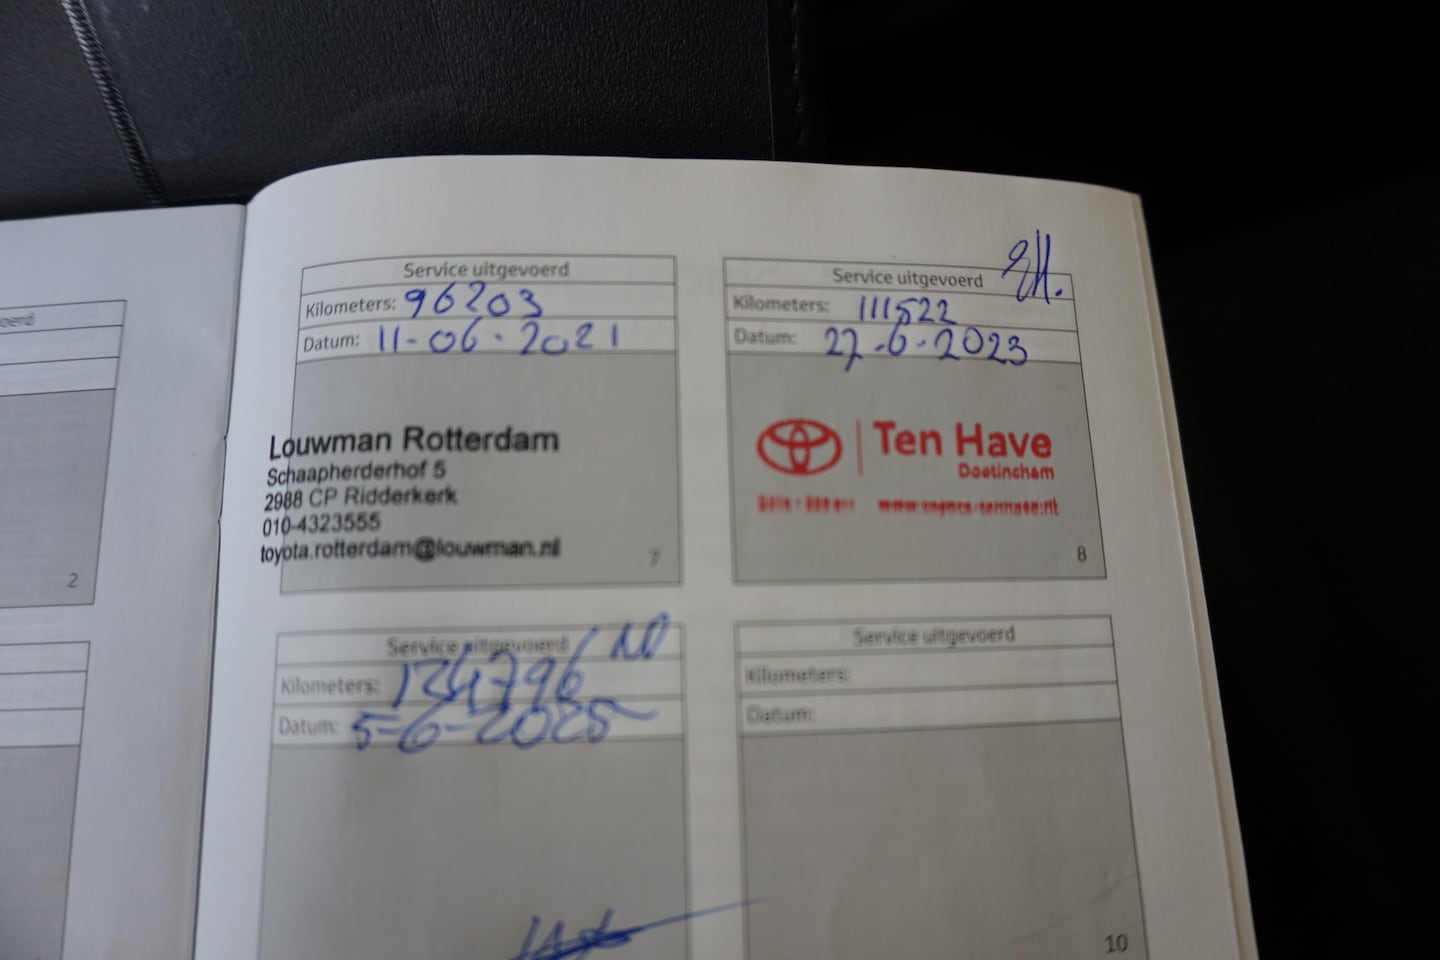 oerd
2
Service uitgevoerd
Kilometers: 96203
Datum: 11-06-2021
Louwman Rotterdam
Schaapherderhof 5
2988 CP Ridderkerk
010-4323555
toyota.rotterdam@louwman.nl
7
Service uitgevoerd
Kilometers: 111522
Datum: 27-6-2023
Ten Have
Doetinchem
8
Service uitgevoerd
Kilometers: 134796
Datum: 5-6-2025
Service uitgevoerd
Kilometers:
Datum:
10